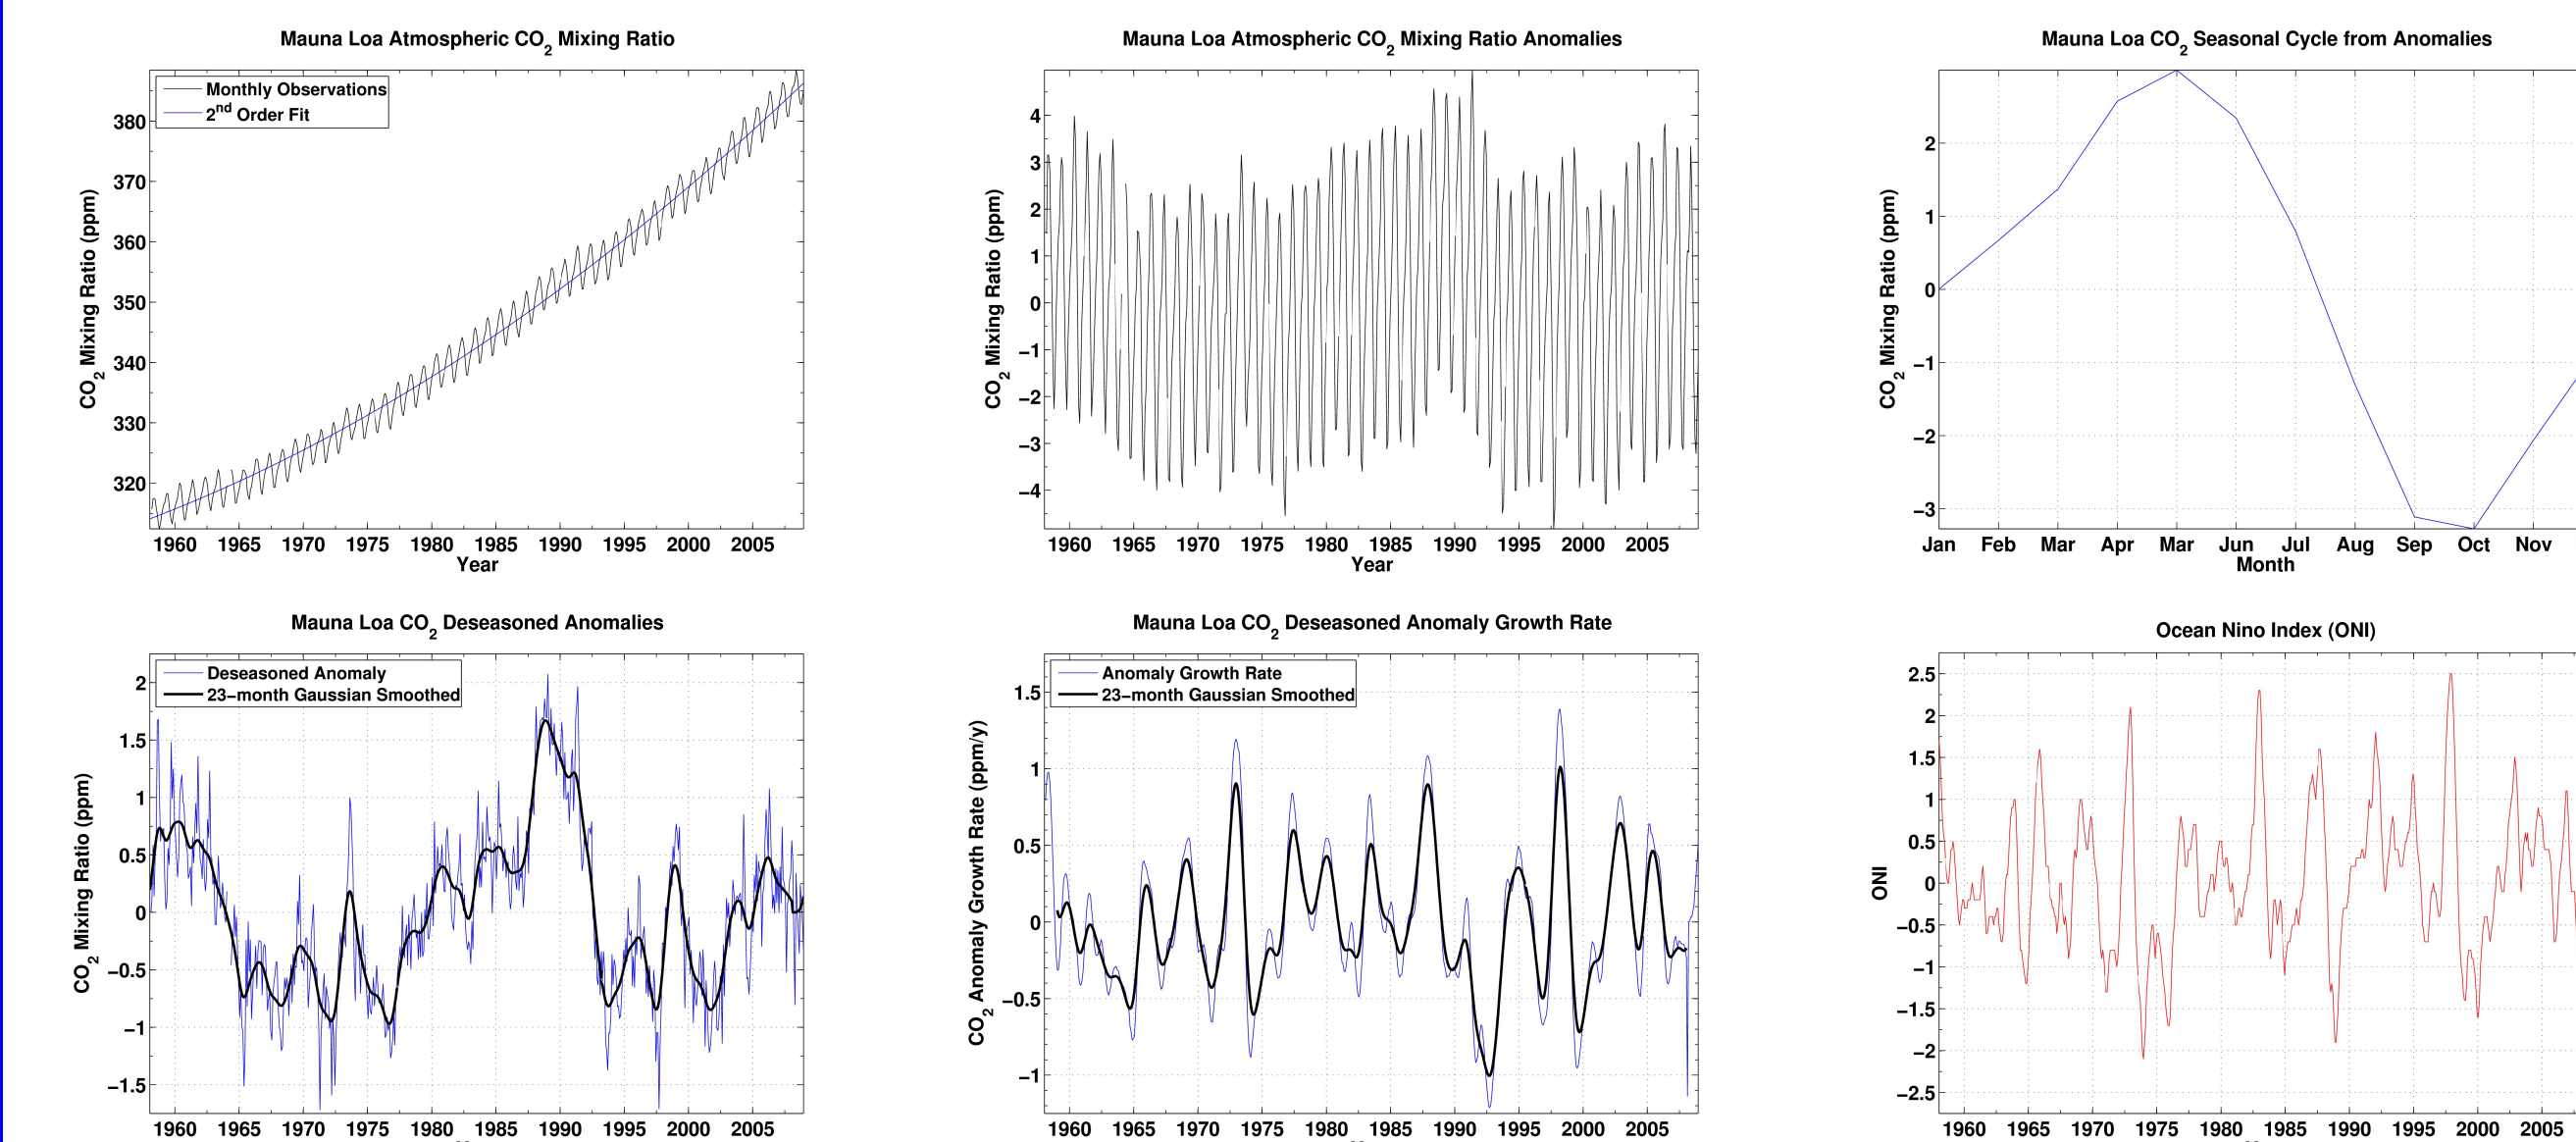 Mauna Loa Atmospheric CO2 Mixing Ratio
Monthly Observations
2nd Order Fit
CO2 Mixing Ratio (ppm)
380
370
360
350
340
330
320
1960 1965 1970 1975 1980 1985 1990 1995 2000 2005
Year
Mauna Loa Atmospheric CO2 Mixing Ratio Anomalies
CO2 Mixing Ratio (ppm)
4
3
2
1
0
−1
−2
−3
−4
1960 1965 1970 1975 1980 1985 1990 1995 2000 2005
Year
Mauna Loa CO2 Seasonal Cycle from Anomalies
CO2 Mixing Ratio (ppm)
2
1
0
−1
−2
−3
Jan Feb Mar Apr Mar Jun Jul Aug Sep Oct Nov
Month
Mauna Loa CO2 Deseasoned Anomalies
Deseasoned Anomaly
23−month Gaussian Smoothed
CO2 Mixing Ratio (ppm)
2
1.5
1
0.5
0
−0.5
−1
−1.5
1960 1965 1970 1975 1980 1985 1990 1995 2000 2005
Mauna Loa CO2 Deseasoned Anomaly Growth Rate
Anomaly Growth Rate
23−month Gaussian Smoothed
CO2 Anomaly Growth Rate (ppm/y)
1.5
1
0.5
0
−0.5
−1
1960 1965 1970 1975 1980 1985 1990 1995 2000 2005
Ocean Nino Index (ONI)
ONI
2.5
2
1.5
1
0.5
0
−0.5
−1
−1.5
−2
−2.5
1960 1965 1970 1975 1980 1985 1990 1995 2000 2005